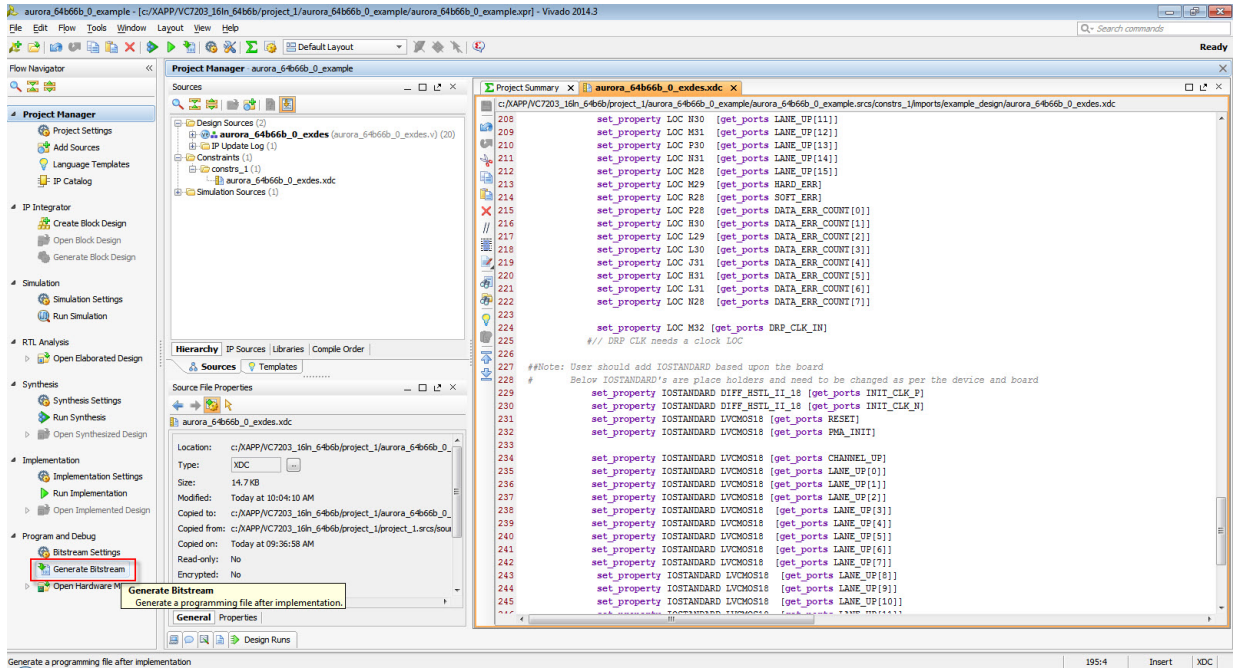 aurora_64b66b_0_example - [c:/XAPP/VC7203_16ln_64b66b/project_1/aurora_64b66b_0_example/aurora_64b66b_0_example.xpr] - Vivado 2014.3
File Edit Flow Tools Window Layout View Help
Q- Search commands
Default Layout
Ready
Flow Navigator
Project Manager
Project Settings
Add Sources
Language Templates
IP Catalog
IP Integrator
Create Block Design
Open Block Design
Generate Block Design
Simulation
Simulation Settings
Run Simulation
RTL Analysis
Open Elaborated Design
Synthesis
Synthesis Settings
Run Synthesis
Open Synthesized Design
Implementation
Implementation Settings
Run Implementation
Open Implemented Design
Program and Debug
Bitstream Settings
Generate Bitstream
Open Hardware M
Generate Bitstream
Generate a programming file after implementation.
Project Manager - aurora_64b66b_0_example
Sources
Design Sources (2)
aurora_64b66b_0_exdes (aurora_64b66b_0_exdes.v) (20)
IP Update Log (1)
Constraints (1)
constrs_1 (1)
aurora_64b66b_0_exdes.xdc
Simulation Sources (1)
Hierarchy IP Sources Libraries Compile Order
Sources Templates
Source File Properties
aurora_64b66b_0_exdes.xdc
Location: c:/XAPP/VC7203_16ln_64b6b/project_1/aurora_64b66b_0_
Type: XDC
Size: 14.7 KB
Modified: Today at 10:04:10 AM
Copied to: c:/XAPP/VC7203_16ln_64b6b/project_1/aurora_64b66b_0_
Copied from: c:/XAPP/VC7203_16ln_64b6b/project_1/project_1.srcs/sour
Copied on: Today at 09:36:58 AM
Read-only: No
Encrypted: No
General Properties
Design Runs
Project Summary aurora_64b66b_0_exdes.xdc
c:/XAPP/VC7203_16ln_64b6b/project_1/aurora_64b66b_0_example/aurora_64b66b_0_example.srcs/constrs_1/imports/example_design/aurora_64b66b_0_exdes.xdc
208 set_property LOC N30 [get_ports LANE_UP[11]]
209 set_property LOC M31 [get_ports LANE_UP[12]]
210 set_property LOC P30 [get_ports LANE_UP[13]]
211 set_property LOC N31 [get_ports LANE_UP[14]]
212 set_property LOC M28 [get_ports LANE_UP[15]]
213 set_property LOC M29 [get_ports HARD_ERR]
214 set_property LOC R28 [get_ports SOFT_ERR]
215 set_property LOC P28 [get_ports DATA_ERR_COUNT[0]]
216 set_property LOC H30 [get_ports DATA_ERR_COUNT[1]]
217 set_property LOC L29 [get_ports DATA_ERR_COUNT[2]]
218 set_property LOC L30 [get_ports DATA_ERR_COUNT[3]]
219 set_property LOC J31 [get_ports DATA_ERR_COUNT[4]]
220 set_property LOC H31 [get_ports DATA_ERR_COUNT[5]]
221 set_property LOC L31 [get_ports DATA_ERR_COUNT[6]]
222 set_property LOC N28 [get_ports DATA_ERR_COUNT[7]]
223
224 set_property LOC M32 [get_ports DRP_CLK_IN]
225 #// DRP CLK needs a clock LOC
226
227 ##Note: User should add IOSTANDARD based upon the board
228 # Below IOSTANDARD's are place holders and need to be changed as per the device and board
229 set_property IOSTANDARD DIFF_HSTL_II_18 [get_ports INIT_CLK_P]
230 set_property IOSTANDARD DIFF_HSTL_II_18 [get_ports INIT_CLK_N]
231 set_property IOSTANDARD LVCMOS18 [get_ports RESET]
232 set_property IOSTANDARD LVCMOS18 [get_ports PMA_INIT]
233
234 set_property IOSTANDARD LVCMOS18 [get_ports CHANNEL_UP]
235 set_property IOSTANDARD LVCMOS18 [get_ports LANE_UP[0]]
236 set_property IOSTANDARD LVCMOS18 [get_ports LANE_UP[1]]
237 set_property IOSTANDARD LVCMOS18 [get_ports LANE_UP[2]]
238 set_property IOSTANDARD LVCMOS18 [get_ports LANE_UP[3]]
239 set_property IOSTANDARD LVCMOS18 [get_ports LANE_UP[4]]
240 set_property IOSTANDARD LVCMOS18 [get_ports LANE_UP[5]]
241 set_property IOSTANDARD LVCMOS18 [get_ports LANE_UP[6]]
242 set_property IOSTANDARD LVCMOS18 [get_ports LANE_UP[7]]
243 set_property IOSTANDARD LVCMOS18 [get_ports LANE_UP[8]]
244 set_property IOSTANDARD LVCMOS18 [get_ports LANE_UP[9]]
245 set_property IOSTANDARD LVCMOS18 [get_ports LANE_UP[10]]
Generate a programming file after implementation
195:4 Insert XDC